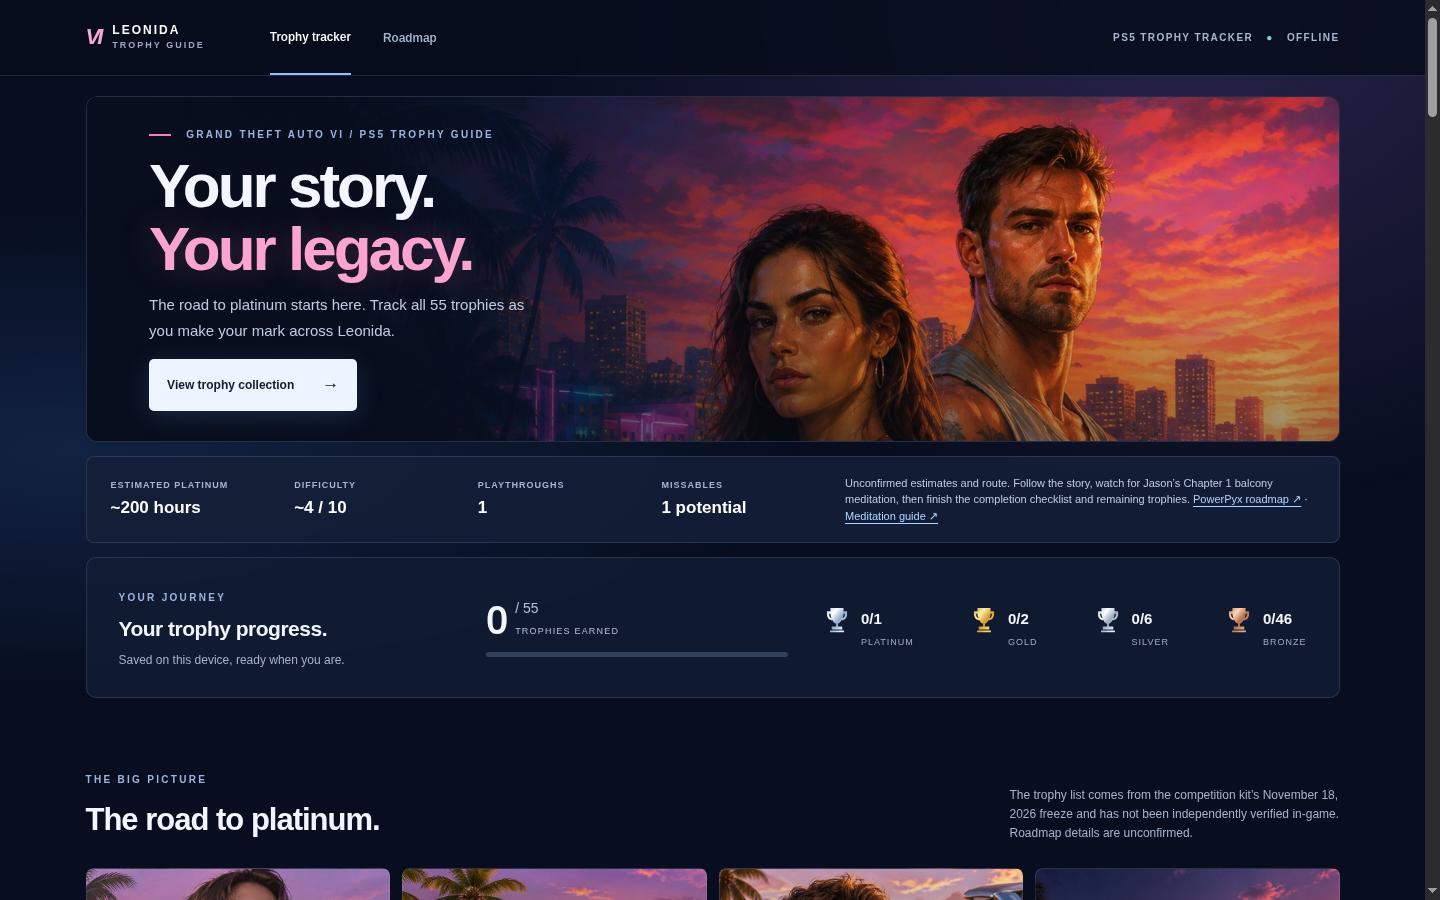 VI LEONIDA
TROPHY GUIDE
Trophy tracker
Roadmap
PS5 TROPHY TRACKER • OFFLINE
GRAND THEFT AUTO VI / PS5 TROPHY GUIDE
Your story.
Your legacy.
The road to platinum starts here. Track all 55 trophies as
you make your mark across Leonida.
View trophy collection →
ESTIMATED PLATINUM
~200 hours
DIFFICULTY
~4 / 10
PLAYTHROUGHS
1
MISSABLES
1 potential
Unconfirmed estimates and route. Follow the story, watch for Jason's Chapter 1 balcony
meditation, then finish the completion checklist and remaining trophies. PowerPyx roadmap ↗ ·
Meditation guide ↗
YOUR JOURNEY
Your trophy progress.
Saved on this device, ready when you are.
0 / 55
TROPHIES EARNED
0/1
PLATINUM
0/2
GOLD
0/6
SILVER
0/46
BRONZE
THE BIG PICTURE
The road to platinum.
The trophy list comes from the competition kit's November 18,
2026 freeze and has not been independently verified in-game.
Roadmap details are unconfirmed.